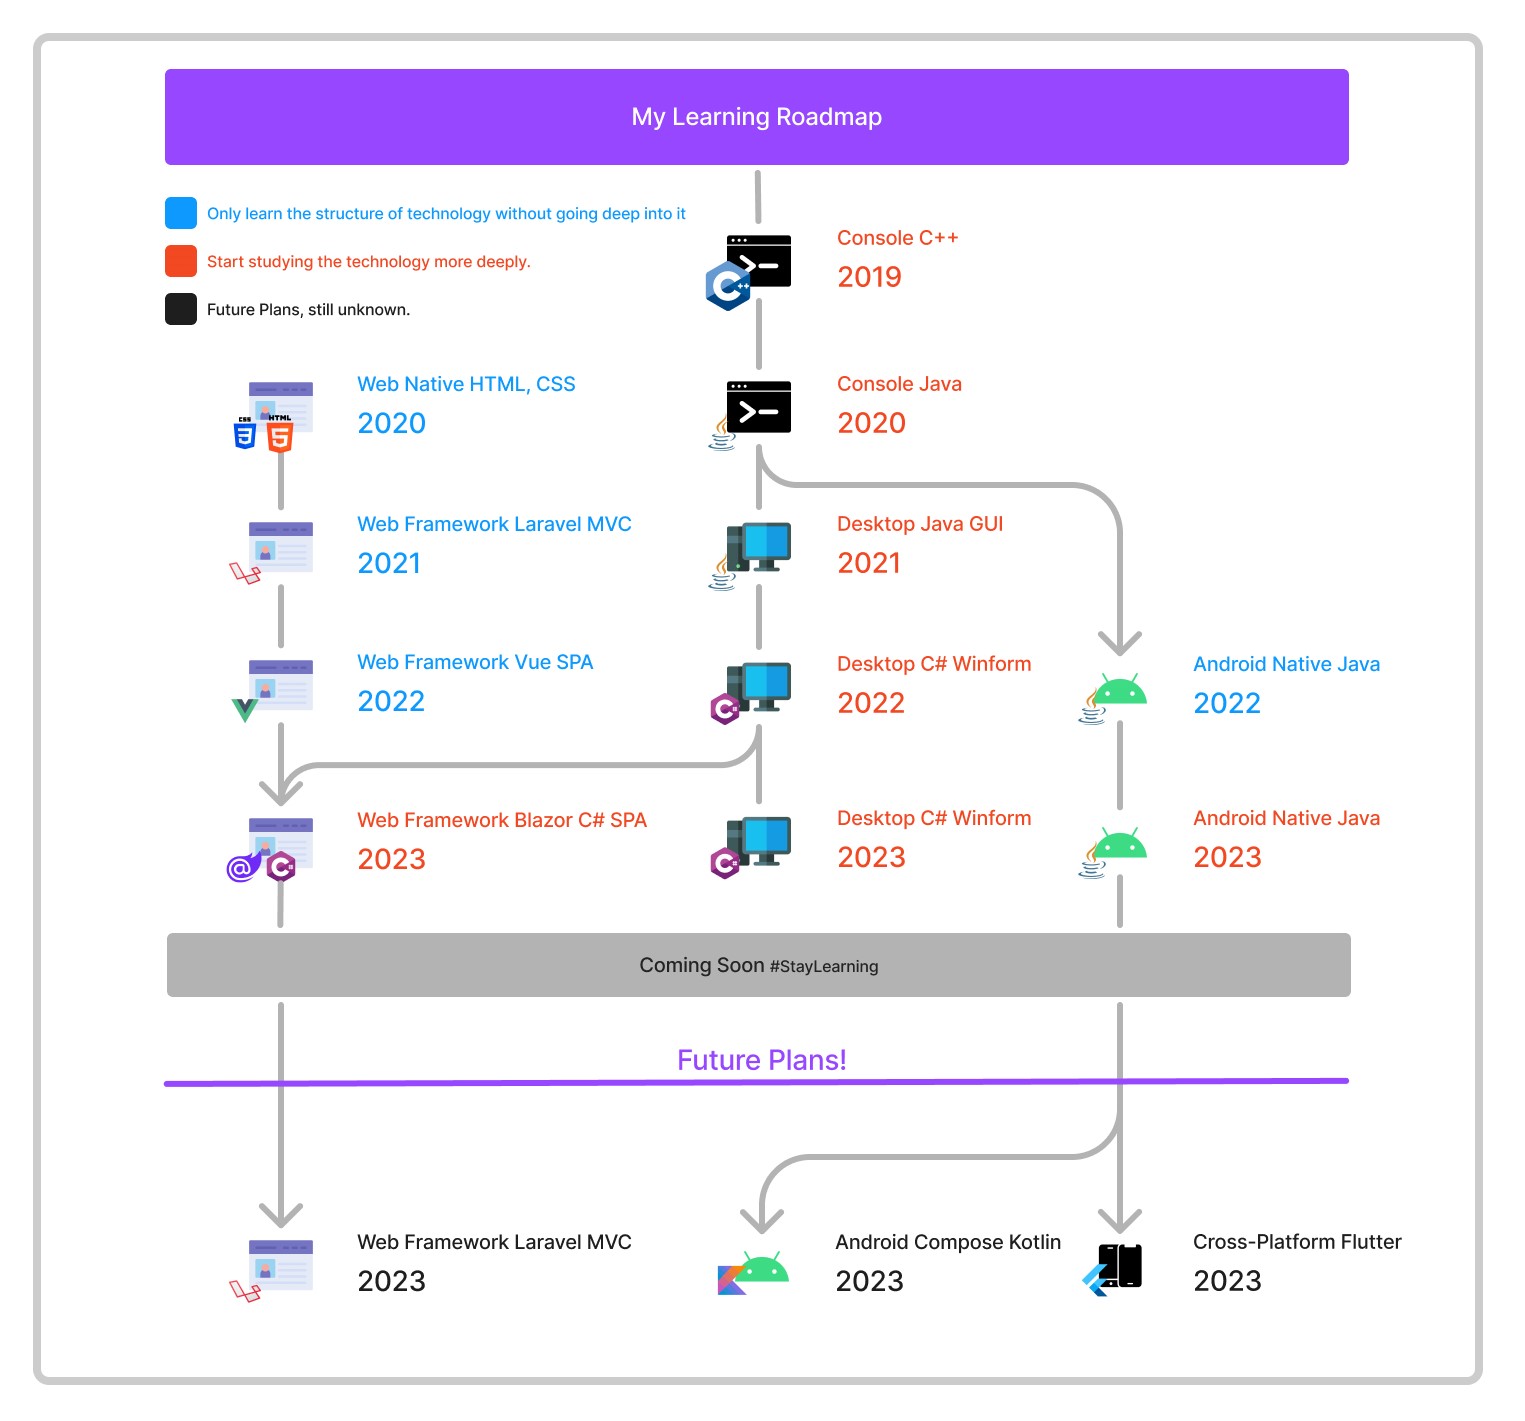 My Learning Roadmap
Only learn the structure of technology without going deep into it
Start studying the technology more deeply.
Future Plans, still unknown.
Console C++
2019
Web Native HTML, CSS
2020
CSS
3
HTML
5
Console Java
2020
Web Framework Laravel MVC
2021
Desktop Java GUI
2021
Web Framework Vue SPA
2022
Desktop C# Winform
2022
Android Native Java
2022
Web Framework Blazor C# SPA
2023
Desktop C# Winform
2023
Android Native Java
2023
Coming Soon #StayLearning
Future Plans!
Web Framework Laravel MVC
2023
Android Compose Kotlin
2023
Cross-Platform Flutter
2023